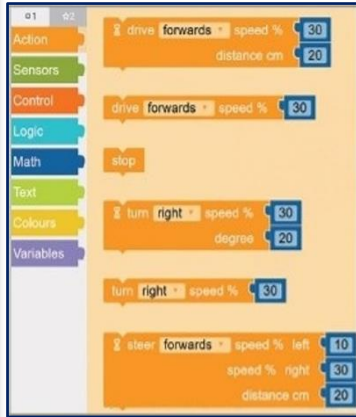 1 2
Action
Sensors
Control
Logic
Math
Text
Colours
Variables
drive forwards speed % 30
distance cm 20
drive forwards speed % 30
stop
turn right speed % 30
degree 20
turn right speed % 30
steer forwards speed % left 10
speed % right 30
distance cm 20